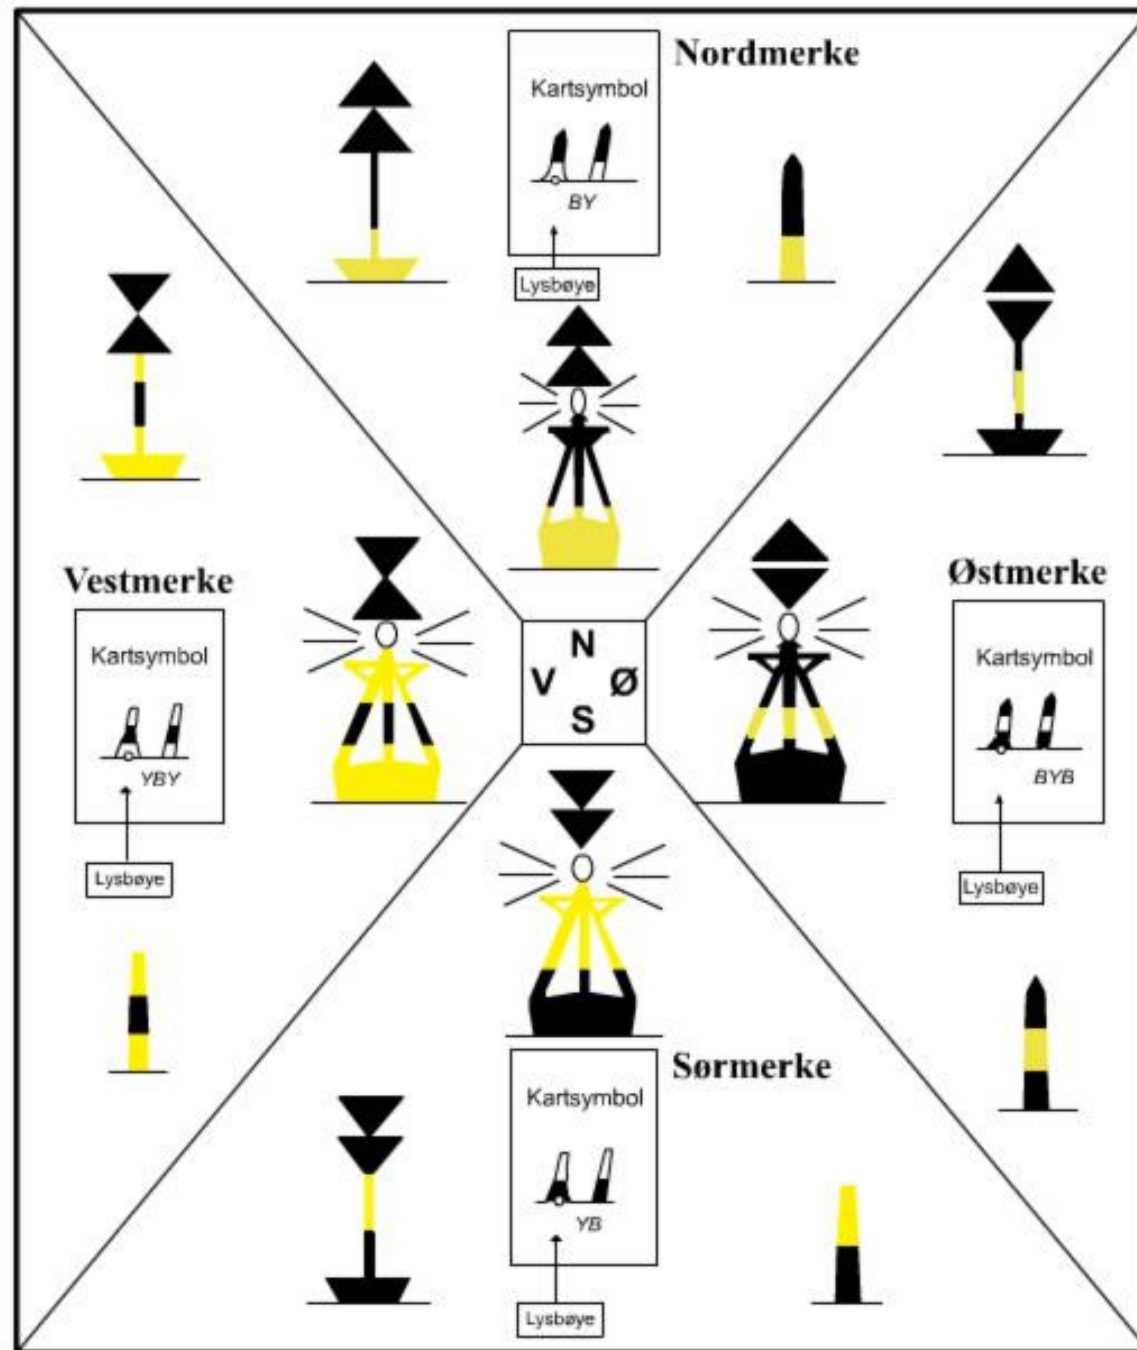 Nordmerke
Kartsymbol
BY
Lysbøye
Vestmerke
Kartsymbol
YBY
Lysbøye
N
V Ø
S
Østmerke
Kartsymbol
BYB
Lysbøye
Sørmerke
Kartsymbol
YB
Lysbøye